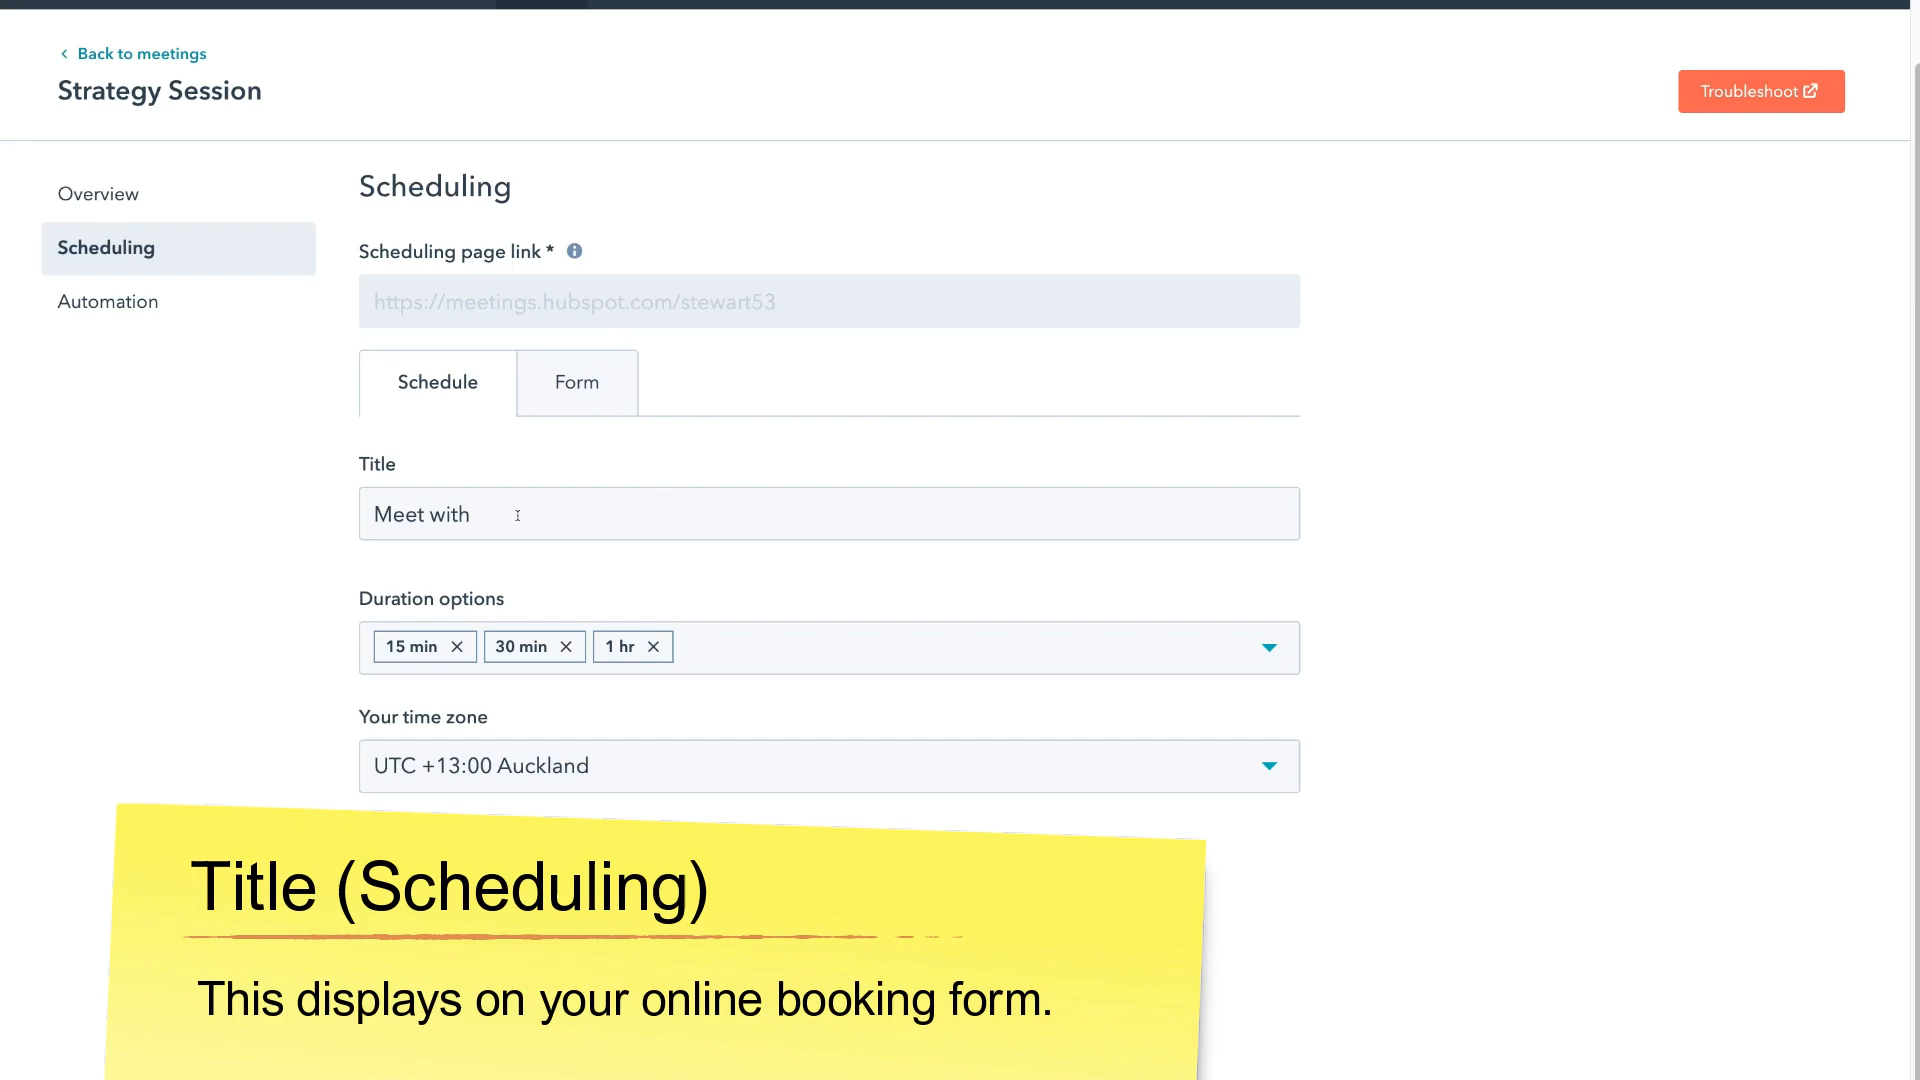 Back to meetings
Strategy Session
Troubleshoot
Overview
Scheduling
Automation
Scheduling
Scheduling page link *
https://meetings.hubspot.com/stewart53
Schedule
Form
Title
Meet with
Duration options
15 min
30 min
1 hr
Your time zone
UTC +13:00 Auckland
Title (Scheduling)
This displays on your online booking form.